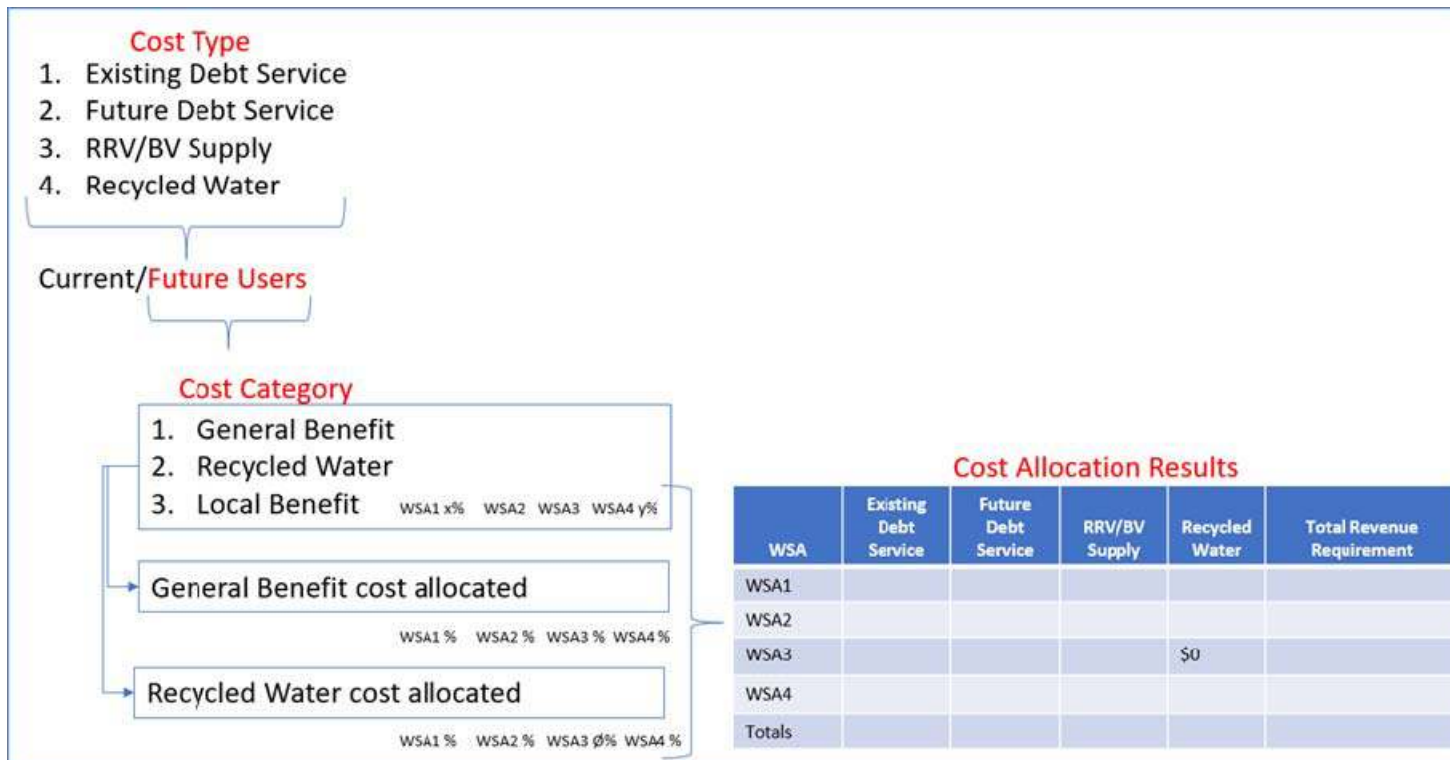 Cost Type
1. Existing Debt Service
2. Future Debt Service
3. RRV/BV Supply
4. Recycled Water
Current/Future Users
Cost Category
1. General Benefit
2. Recycled Water
3. Local Benefit WSA1 x% WSA2 WSA3 WSA4 y%
General Benefit cost allocated
WSA1 % WSA2 % WSA3 % WSA4 %
Recycled Water cost allocated
WSA1 % WSA2 % WSA3 Ø% WSA4 %
Cost Allocation Results
WSA Existing Debt Service Future Debt Service RRV/BV Supply Recycled Water Total Revenue Requirement
WSA1
WSA2
WSA3 $0
WSA4
Totals